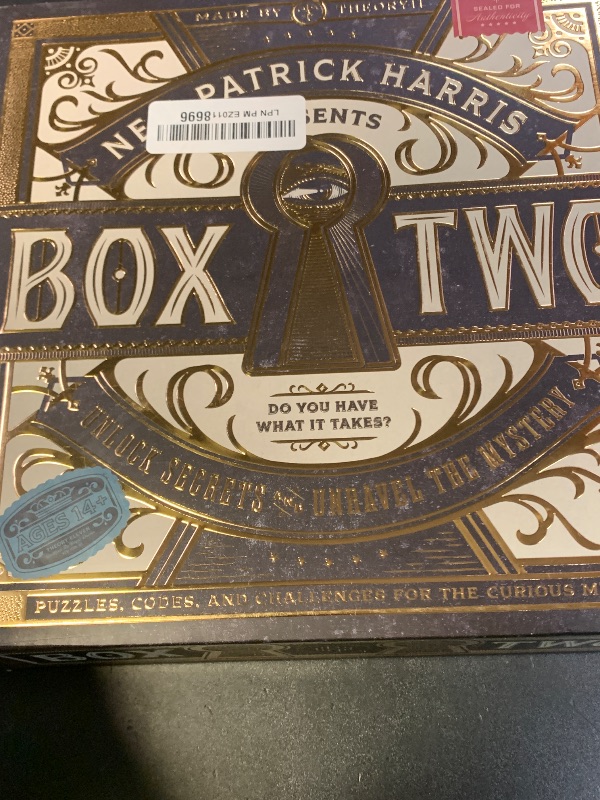 MADE BY THEORY11
SEALED FOR
Authenticity
NE PATRICK HARRIS
LPN PM EZ0118696
SENTS
BOX TWO
DO YOU HAVE
WHAT IT TAKES?
UNLOCK SECRETS AND UNRAVEL THE MYSTERY.
AGES 14+
PUZZLES, CODES, AND CHALLENGES FOR THE CURIOUS M
BOX TW